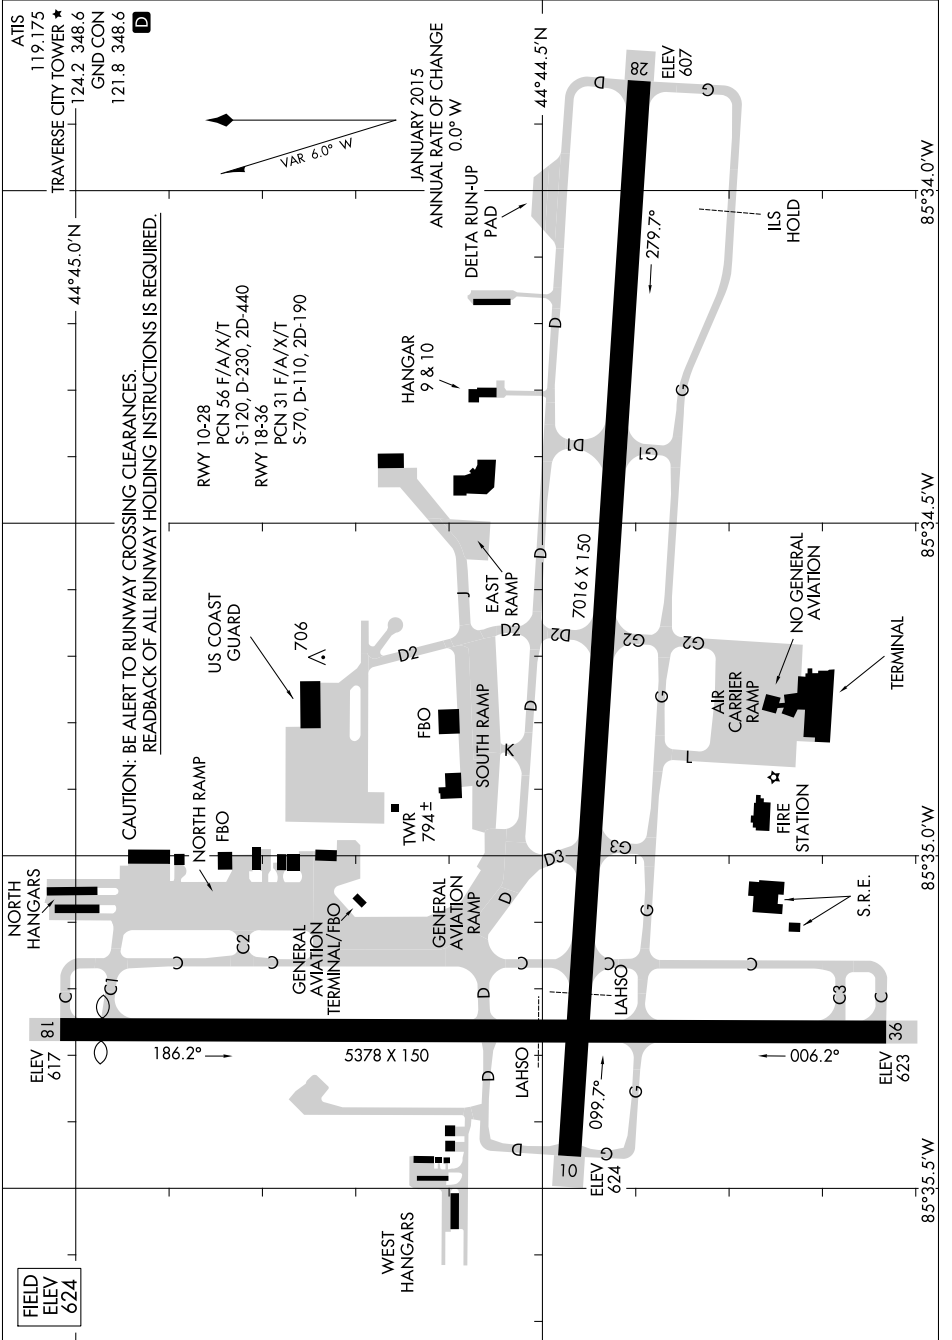 FIELD
ELEV
624
ATIS
119.175
TRAVERSE CITY TOWER ★
124.2 348.6
GND CON
121.8 348.6
D
CAUTION: BE ALERT TO RUNWAY CROSSING CLEARANCES.
READBACK OF ALL RUNWAY HOLDING INSTRUCTIONS IS REQUIRED.
44°45.0'N
VAR 6.0° W
JANUARY 2015
ANNUAL RATE OF CHANGE
0.0° W
44°44.5'N
RWY 10-28
PCN 56 F/A/X/T
S-120, D-230, 2D-440
RWY 18-36
PCN 31 F/A/X/T
S-70, D-110, 2D-190
NORTH
HANGARS
NORTH RAMP
FBO
US COAST
GUARD
706
HANGAR
9 & 10
DELTA RUN-UP
PAD
ELEV
617
18
C
C1
C
C2
C
186.2°
5378 X 150
GENERAL
AVIATION
TERMINAL/FBO
GENERAL
AVIATION
RAMP
TWR
794±
FBO
SOUTH RAMP
D2
J
EAST
RAMP
D2
WEST
HANGARS
D
D
D
D
C
D
D3
K
D
D2
D
D1
D
D
28
ELEV
607
G
LAHSO
LAHSO
10
ELEV
624
099.7°
7016 X 150
279.7°
G
G
C
G
G3
G
G2
G2
G1
G
ILS
HOLD
L
AIR
CARRIER
RAMP
NO GENERAL
AVIATION
TERMINAL
FIRE
STATION
S.R.E.
C
C3
C
006.2°
36
ELEV
623
85°35.5'W
85°35.0'W
85°34.5'W
85°34.0'W